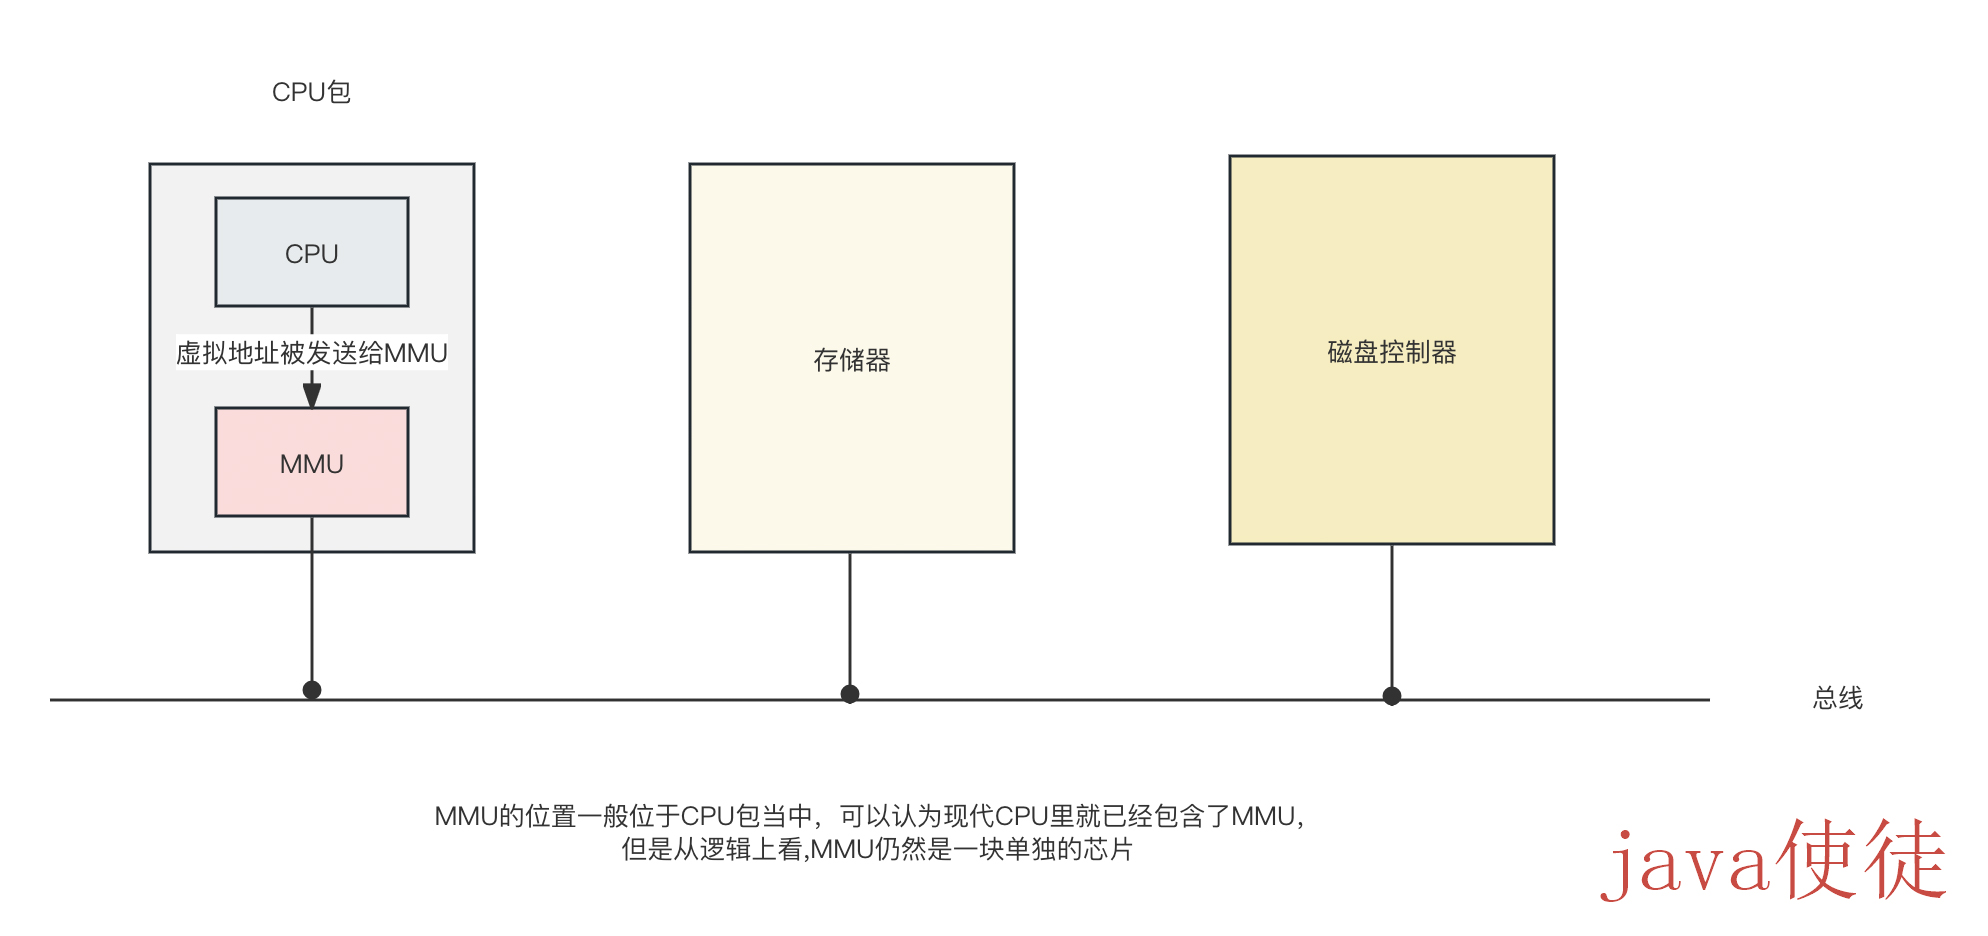 CPU包
CPU
虚拟地址被发送给MMU
MMU
存储器
磁盘控制器
总线
MMU的位置一般位于CPU包当中，可以认为现代CPU里就已经包含了MMU，
但是从逻辑上看,MMU仍然是一块单独的芯片
java使徒